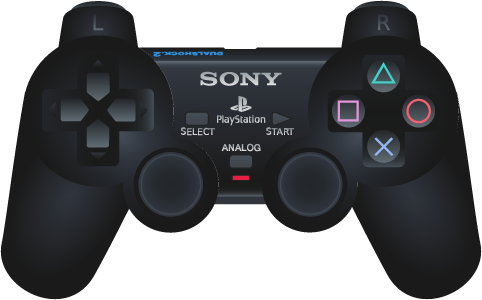 L
R
DUALSHOCK 2
SONY
PlayStation
SELECT
START
ANALOG